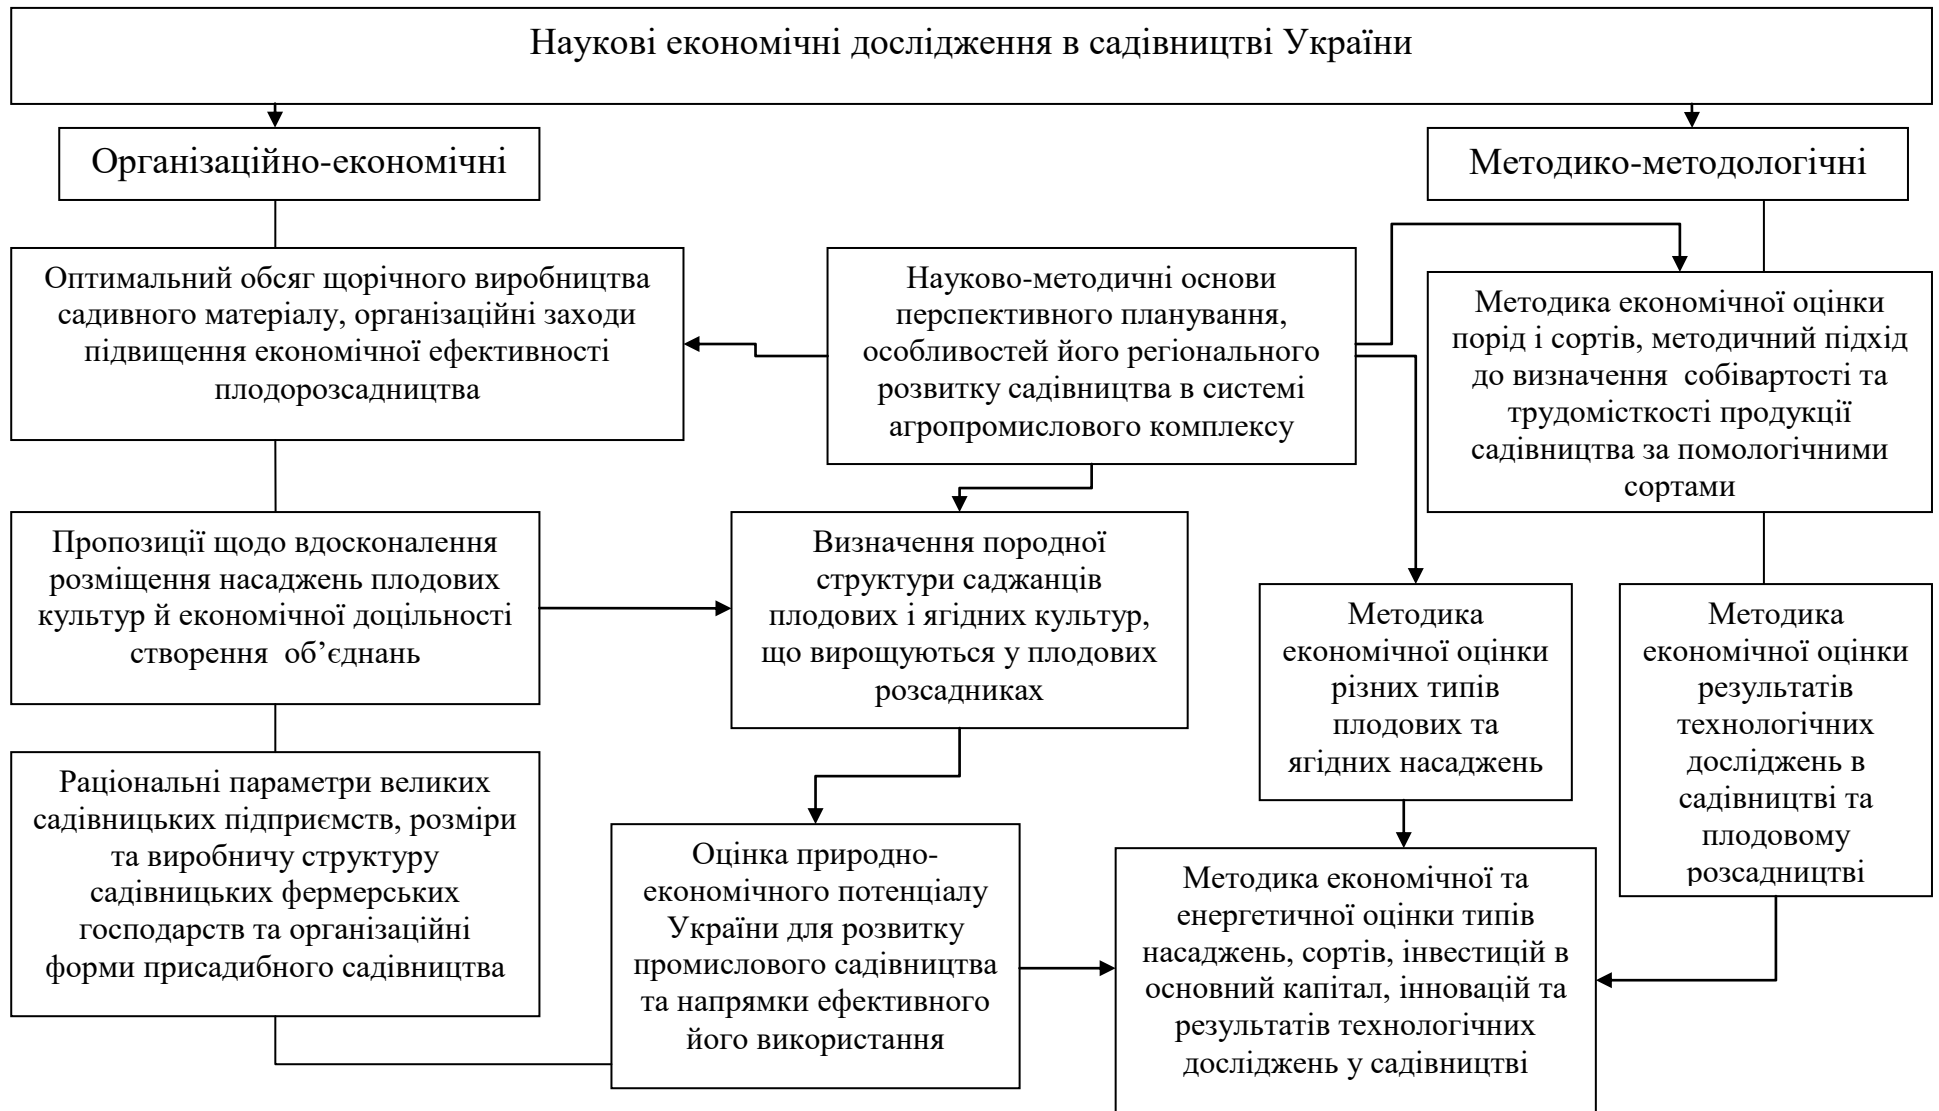 Наукові економічні дослідження в садівництві України
Організаційно-економічні
Методико-методологічні
Оптимальний обсяг щорічного виробництва
садивного матеріалу, організаційні заходи
підвищення економічної ефективності
плодорозсадництва
Науково-методичні основи
перспективного планування,
особливостей його регіонального
розвитку садівництва в системі
агропромислового комплексу
Методика економічної оцінки
порід і сортів, методичний підхід
до визначення собівартості та
трудомісткості продукції
садівництва за помологічними
сортами
Пропозиції щодо вдосконалення
розміщення насаджень плодових
культур й економічної доцільності
створення об’єднань
Визначення породної
структури саджанців
плодових і ягідних культур,
що вирощуються у плодових
розсадниках
Методика
економічної оцінки
різних типів
плодових та
ягідних насаджень
Методика
економічної оцінки
результатів
технологічних
досліджень в
садівництві та
плодовому
розсадництві
Раціональні параметри великих
садівницьких підприємств, розміри
та виробничу структуру
садівницьких фермерських
господарств та організаційні
форми присадибного садівництва
Оцінка природно-
економічного потенціалу
України для розвитку
промислового садівництва
та напрямки ефективного
його використання
Методика економічної та
енергетичної оцінки типів
насаджень, сортів, інвестицій в
основний капітал, інновацій та
результатів технологічних
досліджень у садівництві